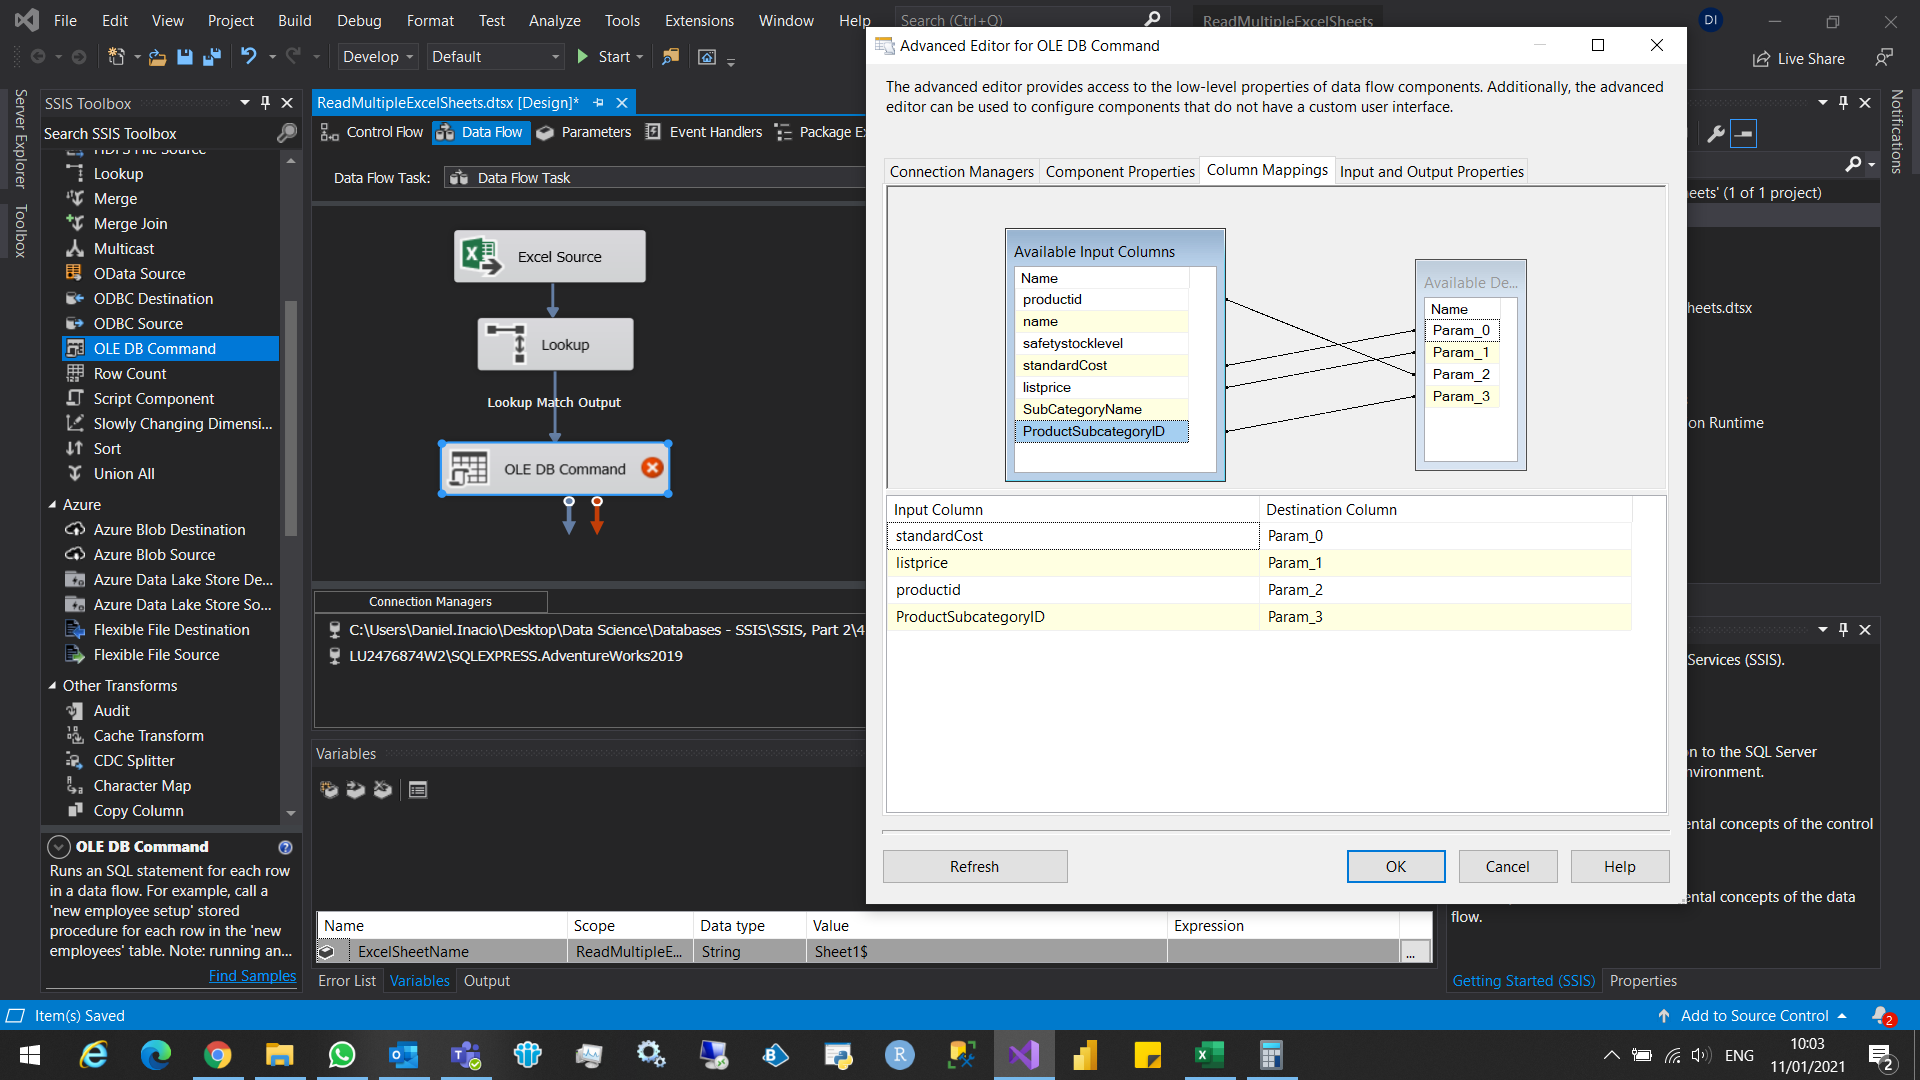 File Edit View Project Build Debug Format Test Analyze Tools Extensions Window Help Search (Ctrl+Q) ReadMultipleExcelSheets DI
Develop Default Start Live Share
Server Explorer
Toolbox
Notifications
SSIS Toolbox
Search SSIS Toolbox
HDFS File Source
Lookup
Merge
Merge Join
Multicast
OData Source
ODBC Destination
ODBC Source
OLE DB Command
Row Count
Script Component
Slowly Changing Dimensi...
Sort
Union All
Azure
Azure Blob Destination
Azure Blob Source
Azure Data Lake Store De...
Azure Data Lake Store So...
Flexible File Destination
Flexible File Source
Other Transforms
Audit
Cache Transform
CDC Splitter
Character Map
Copy Column
OLE DB Command
Runs an SQL statement for each row
in a data flow. For example, call a
'new employee setup' stored
procedure for each row in the 'new
employees' table. Note: running an...
Find Samples
ReadMultipleExcelSheets.dtsx [Design]*
Control Flow Data Flow Parameters Event Handlers Package Ex
Data Flow Task: Data Flow Task
Excel Source
Lookup
Lookup Match Output
OLE DB Command
Connection Managers
C:\Users\Daniel.Inacio\Desktop\Data Science\Databases - SSIS\SSIS, Part 2\4
LU2476874W2\SQLEXPRESS.AdventureWorks2019
Variables
Name Scope Data type Value Expression
ExcelSheetName ReadMultipleE... String Sheet1$ ...
Error List Variables Output
Advanced Editor for OLE DB Command
The advanced editor provides access to the low-level properties of data flow components. Additionally, the advanced
editor can be used to configure components that do not have a custom user interface.
Connection Managers Component Properties Column Mappings Input and Output Properties
Available Input Columns
Name
productid
name
safetystocklevel
standardCost
listprice
SubCategoryName
ProductSubcategoryID
Available De...
Name
Param_0
Param_1
Param_2
Param_3
Input Column Destination Column
standardCost Param_0
listprice Param_1
productid Param_2
ProductSubcategoryID Param_3
Refresh OK Cancel Help
eets' (1 of 1 project)
heets.dtsx
on Runtime
Services (SSIS).
n to the SQL Server
nvironment.
ental concepts of the control
ental concepts of the data
flow.
Getting Started (SSIS) Properties
Item(s) Saved Add to Source Control 2
ENG 10:03
11/01/2021 2